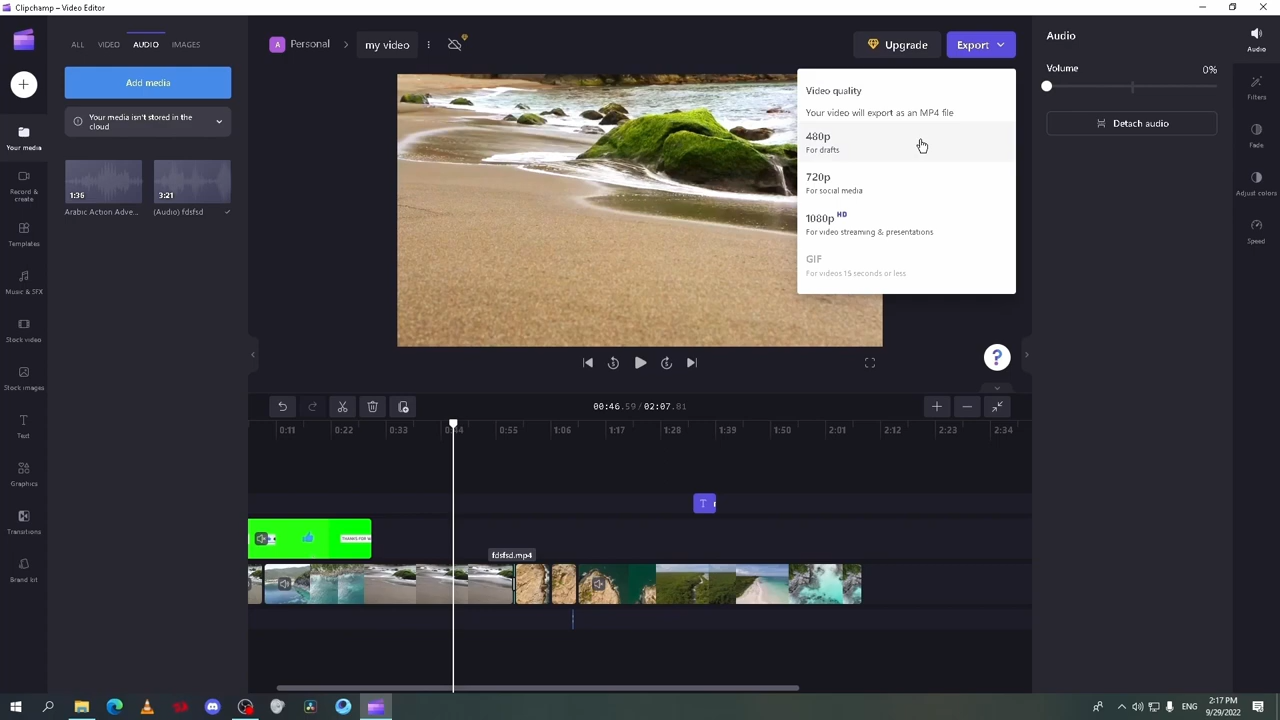 Clipchamp – Video Editor
ALL VIDEO AUDIO IMAGES
Personal my video
Upgrade
Export
Audio
Add media
media isn't stored in the
cloud
Your media
1:36
3:21
Arabic Action Adve...
(Audio) fdsfsd
Record &
create
Templates
Music & SFX
Stock video
Stock images
Text
Graphics
Transitions
Brand kit
Video quality
Your video will export as an MP4 file
480p
For drafts
720p
For social media
1080p HD
For video streaming & presentations
GIF
For videos 15 seconds or less
Volume 0%
Detach audio
Audio
Filters
Fade
Adjust colors
Speed
00:46.59 / 02:07.81
0:11 0:22 0:33 0:44 0:55 1:06 1:17 1:28 1:39 1:50 2:01 2:12 2:23 2:34
T
THANKS FOR
fdsfsd.mp4
ENG
2:17 PM
9/29/2022